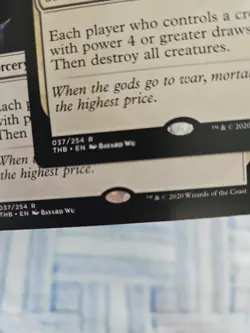 Each player who controls a cr
with power 4 or greater draws
Then destroy all creatures.
When the gods go to war, mortal
the highest price.
037/254 R
THB • EN BAYARD WU
™ & © 2020
orcery
Each p
with p
Then
When
the highest price.
037/254 R
THB • EN BAYARD WU
™ & © 2020 Wizards of the Coast